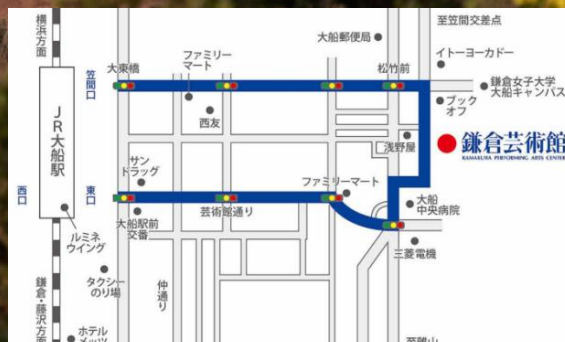 横浜方面
JR大船駅
笠間口
西口
東口
ルミネ
ウイング
鎌倉・藤沢方面
ホテル
メッツ
大東橋
ファミリー
マート
西友
サン
ドラッグ
大船駅前
交番
タクシー
のり場
仲通り
芸術館通り
ファミリーマート
大船郵便局
松竹前
至笠間交差点
イトーヨーカドー
鎌倉女子大学
大船キャンパス
ブック
オフ
浅野屋
鎌倉芸術館
KAMAKURA PERFORMING ARTS CENTER
大船
中央病院
三菱電機